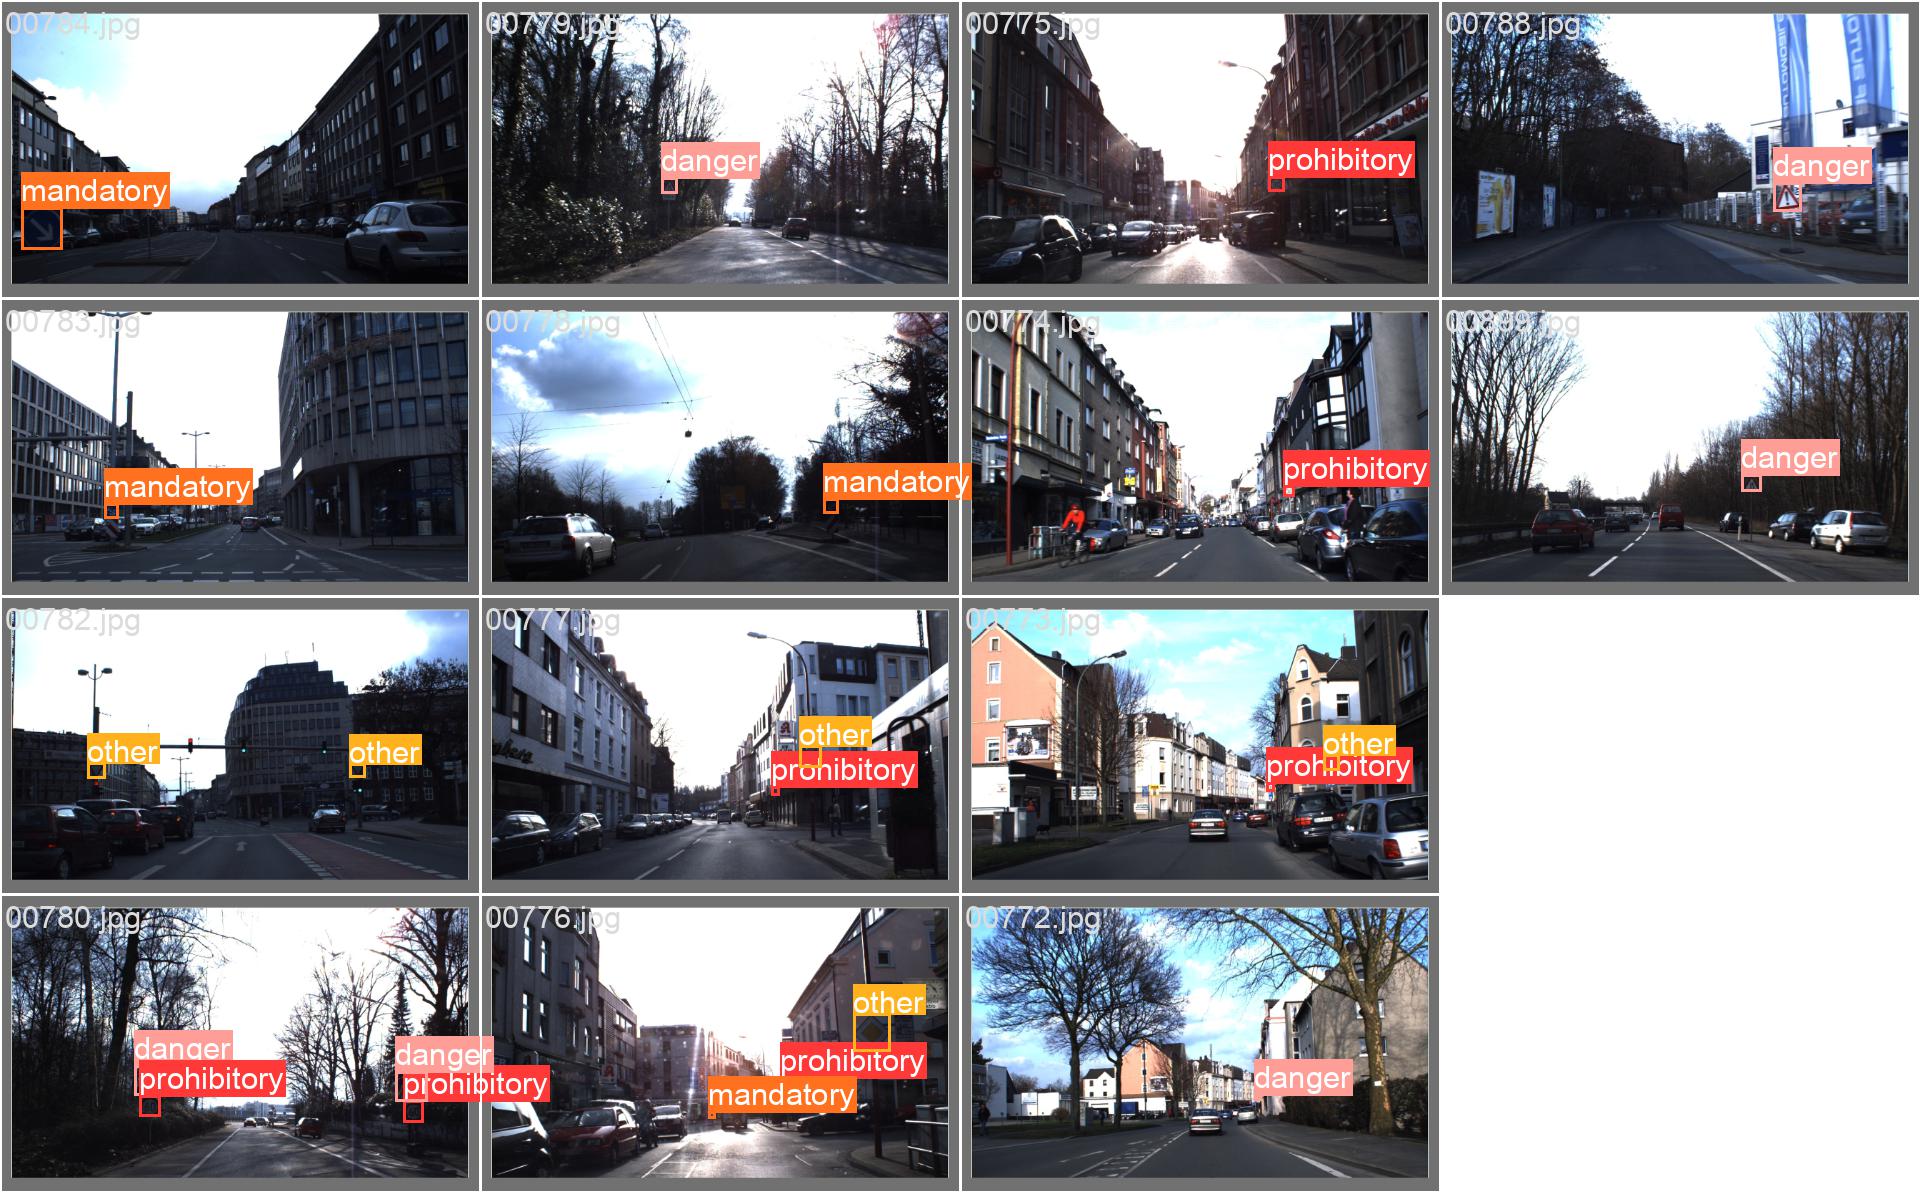 00784.jpg
mandatory
00779.jpg
danger
00775.jpg
prohibitory
00788.jpg
danger
00783.jpg
mandatory
00778.jpg
mandatory
00774.jpg
prohibitory
00899.jpg
danger
00782.jpg
other
other
00777.jpg
other
prohibitory
00773.jpg
other
prohibitory
00780.jpg
danger
prohibitory
danger
prohibitory
00776.jpg
other
prohibitory
mandatory
00772.jpg
danger